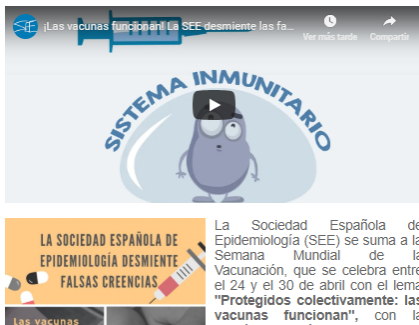 ¡Las vacunas funcionan! La SEE desmiente las fa...
Ver más tarde
Compartir
SISTEMA INMUNITARIO
LA SOCIEDAD ESPAÑOLA DE
EPIDEMIOLOGÍA DESMIENTE
FALSAS CREENCIAS
Las vacunas
La Sociedad Española de
Epidemiología (SEE) se suma a la
Semana Mundial de la
Vacunación, que se celebra entre
el 24 y el 30 de abril con el lema
"Protegidos colectivamente: las
vacunas funcionan", con la